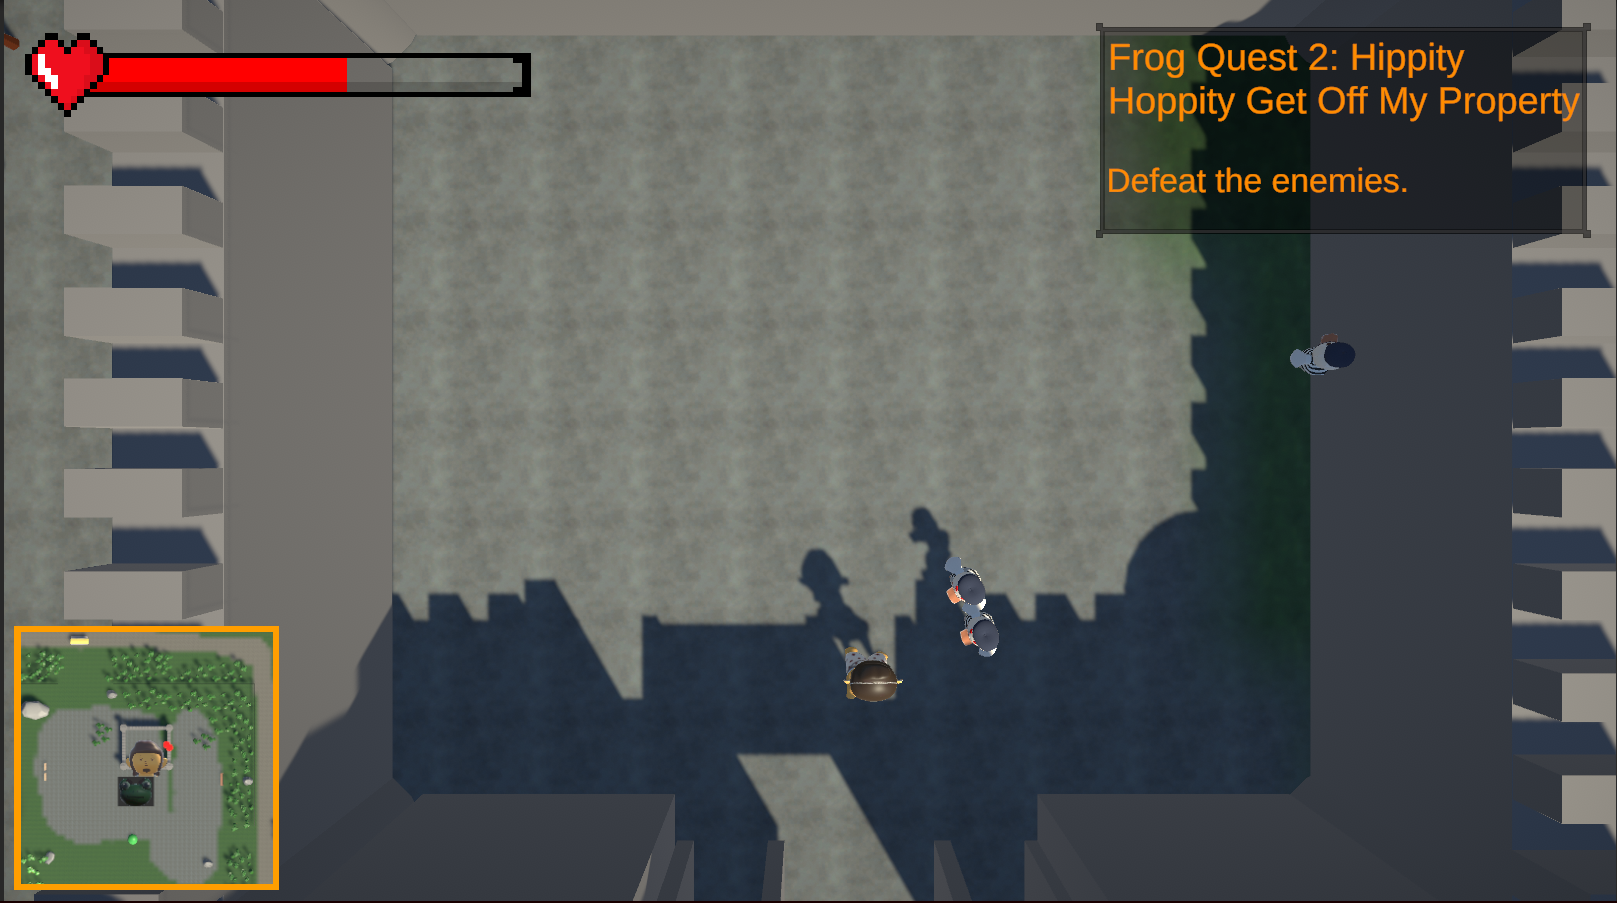 Frog Quest 2: Hippity
Hoppity Get Off My Property
Defeat the enemies.